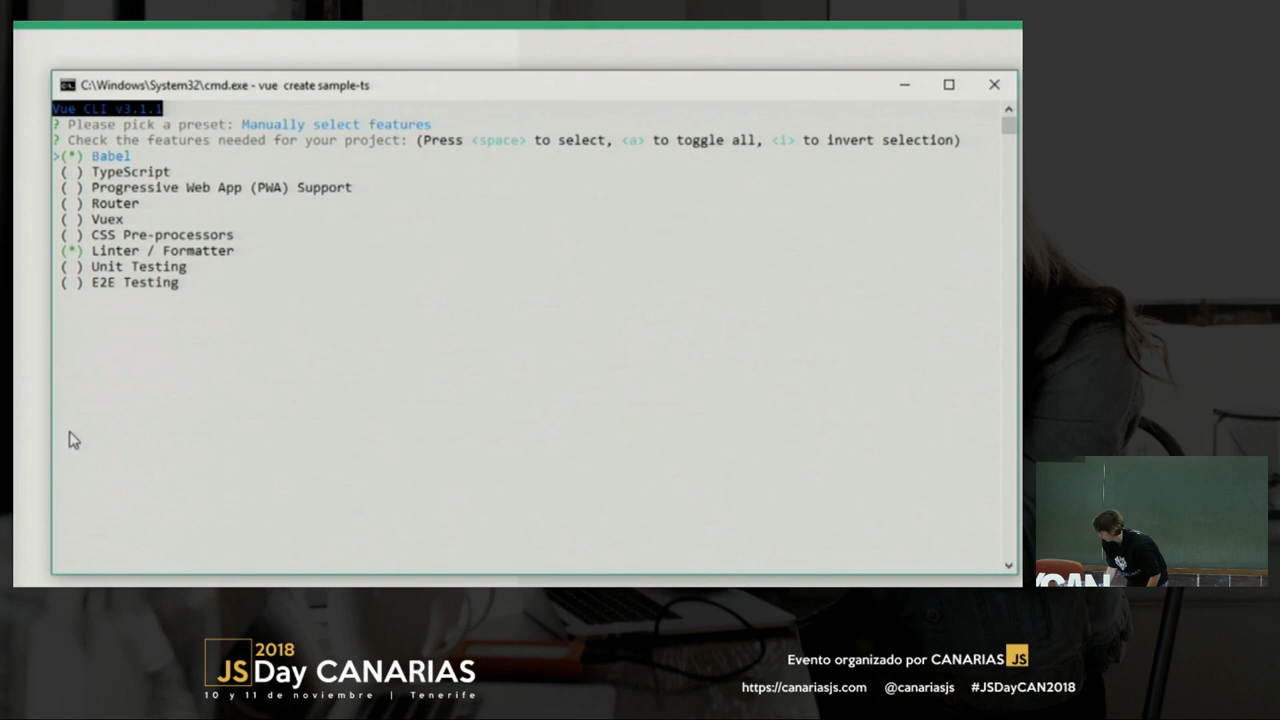 C:\Windows\System32\cmd.exe - vue  create sample-ts
Vue CLI v3.1.1
? Please pick a preset: Manually select features
? Check the features needed for your project: (Press <space> to select, <a> to toggle all, <i> to invert selection)
>(*) Babel
( ) TypeScript
( ) Progressive Web App (PWA) Support
( ) Router
( ) Vuex
( ) CSS Pre-processors
(*) Linter / Formatter
( ) Unit Testing
( ) E2E Testing
YCAN
2018
JSDay CANARIAS
10 y 11 de noviembre | Tenerife
Evento organizado por CANARIAS JS
https://canariasjs.com @canariasjs #JSDayCAN2018